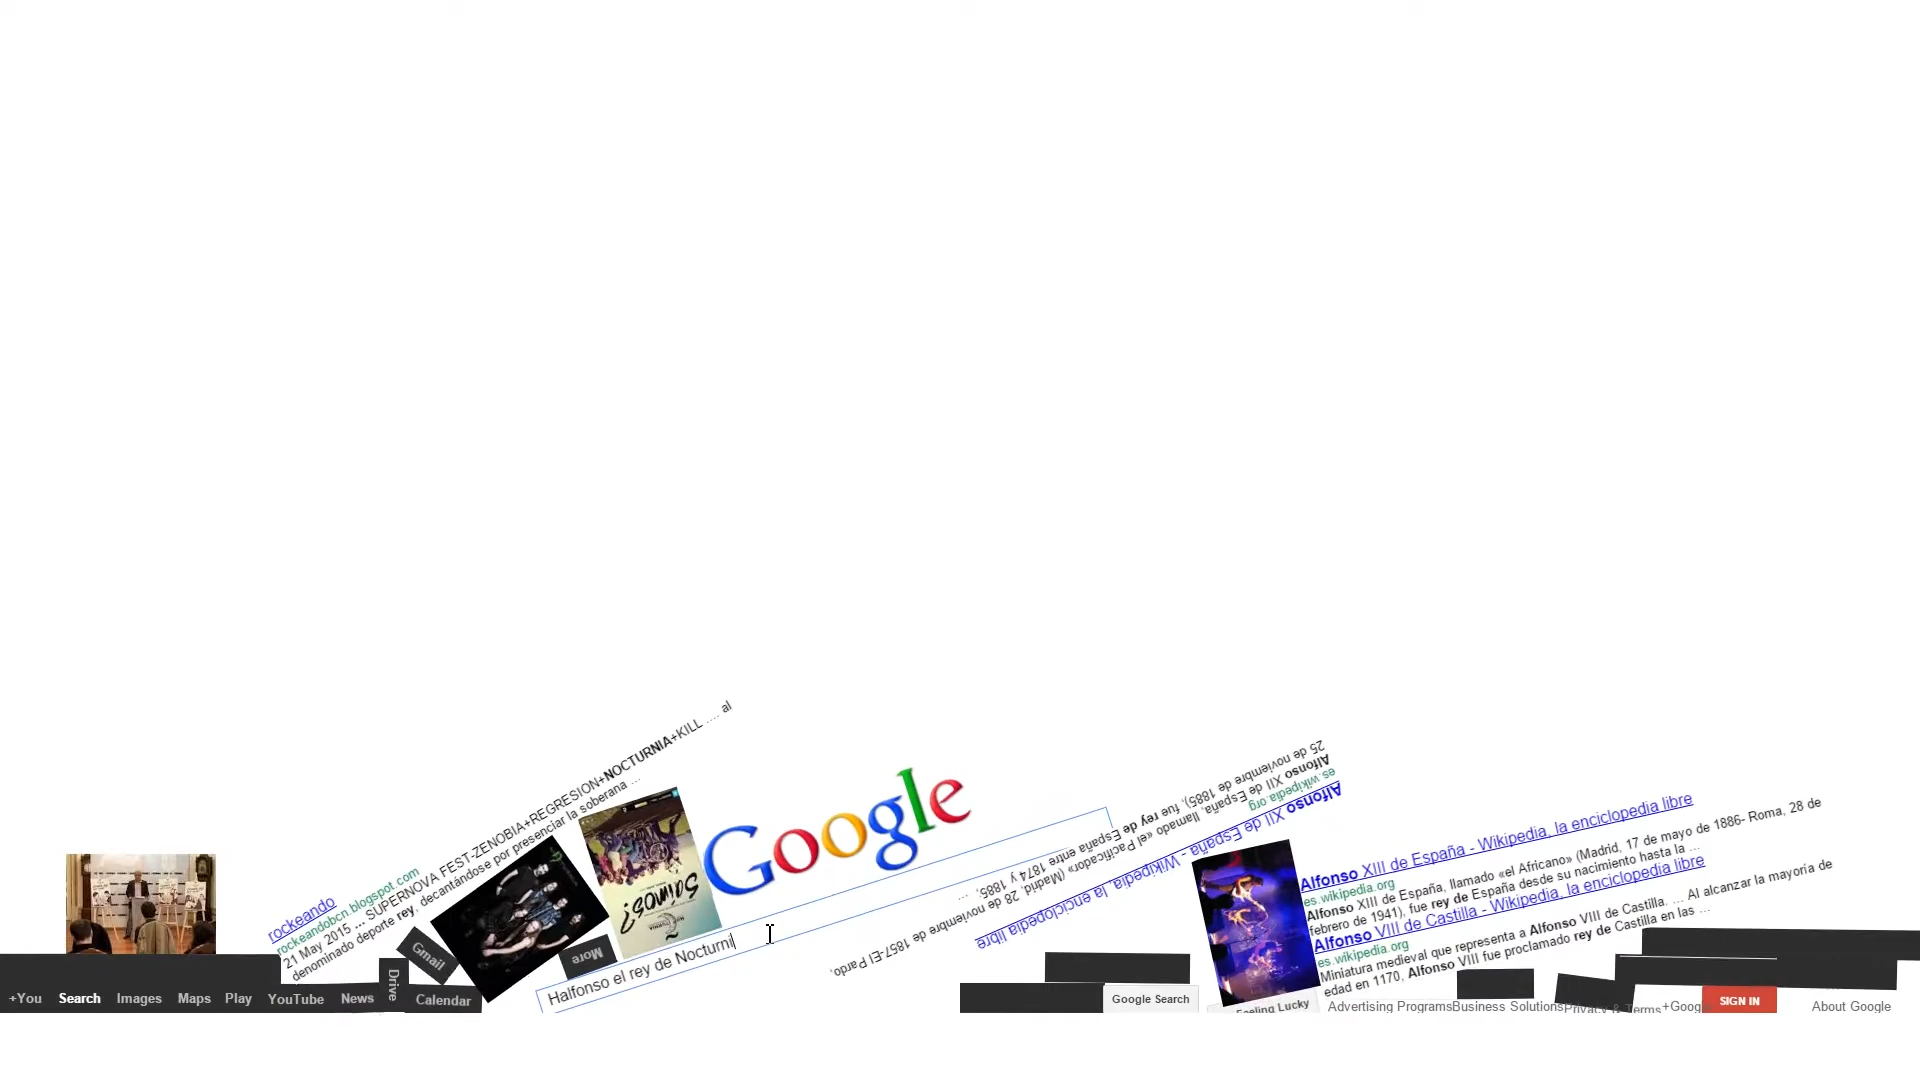 rockeando
rockeandobcn.blogspot.com
21 May 2015 ... SUPERNOVA FEST-ZENOBIA+REGRESION+NOCTURNIA+KILL .... al
denominado deporte rey, decantándose por presenciar la soberana ...
Saimos?
Google
Halfonso el rey de Nocturni
Alfonso XII de España - Wikipedia, la enciclopedia libre
es.wikipedia.org
Alfonso XII de España, llamado «el Pacificador» (Madrid, 28 de noviembre de 1857-El Pardo,
25 de noviembre de 1885), fue rey de España entre 1874 y 1885, ...
Alfonso XIII de España - Wikipedia, la enciclopedia libre
es.wikipedia.org
Alfonso XIII de España, llamado «el Africano» (Madrid, 17 de mayo de 1886- Roma, 28 de
febrero de 1941), fue rey de España desde su nacimiento hasta la ...
Alfonso VIII de Castilla - Wikipedia, la enciclopedia libre
es.wikipedia.org
Miniatura medieval que representa a Alfonso VIII de Castilla. ... Al alcanzar la mayoría de
edad en 1170, Alfonso VIII fue proclamado rey de Castilla en las ...
+You Search Images Maps Play YouTube News Drive Calendar
Gmail
More
Google Search
Feeling Lucky
Advertising Programs Business Solutions Privacy & Terms +Goog SIGN IN About Google